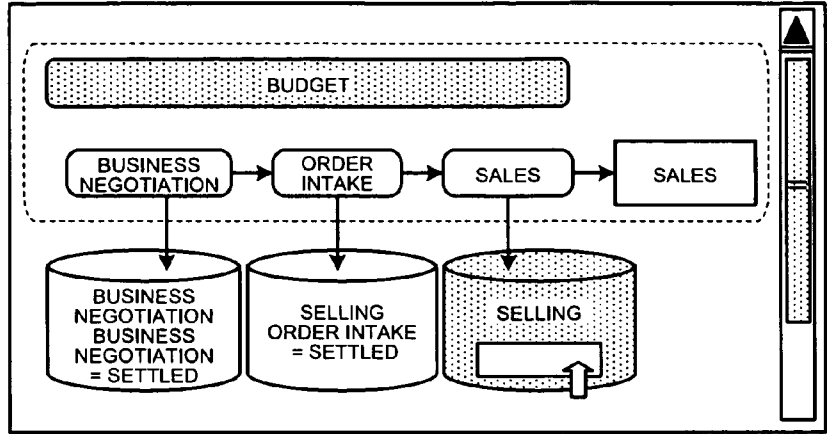 BUDGET
BUSINESS
NEGOTIATION
ORDER
INTAKE
SALES
SALES
BUSINESS
NEGOTIATION
BUSINESS
NEGOTIATION
= SETTLED
SELLING
ORDER INTAKE
= SETTLED
SELLING